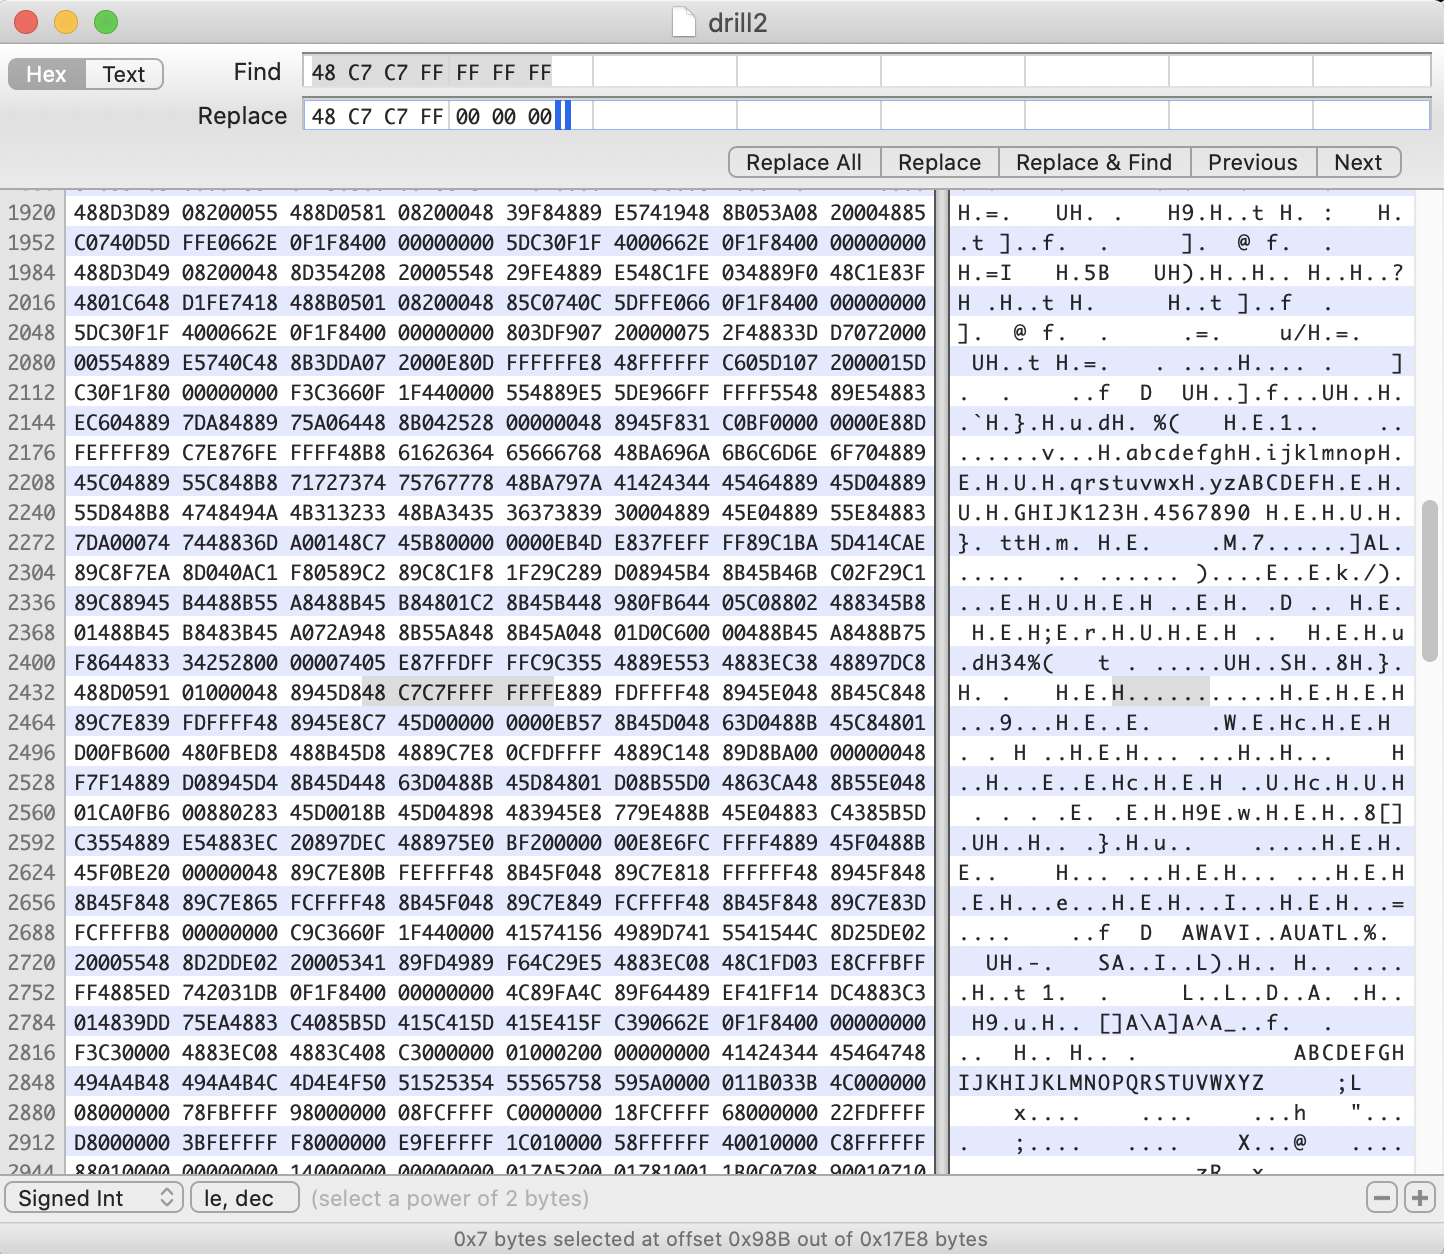 drill2
Hex Text Find 48 C7 C7 FF FF FF FF
Replace 48 C7 C7 FF 00 00 00
Replace All Replace Replace & Find Previous Next
1920 488D3D89 08200055 488D0581 08200048 39F84889 E5741948 8B053A08 20004885 H.=. UH. . H9.H..t H. : H.
1952 C0740D5D FFE0662E 0F1F8400 00000000 5DC30F1F 4000662E 0F1F8400 00000000 .t ]..f. . ]. @ f. .
1984 488D3D49 08200048 8D354208 20005548 29FE4889 E548C1FE 034889F0 48C1E83F H.=I H.5B UH).H..H.. H..H..?
2016 4801C648 D1FE7418 488B0501 08200048 85C0740C 5DFFE066 0F1F8400 00000000 H .H..t H. H..t ]..f .
2048 5DC30F1F 4000662E 0F1F8400 00000000 803DF907 20000075 2F48833D D7072000 ]. @ f. . .=. u/H.=.
2080 00554889 E5740C48 8B3DDA07 2000E80D FFFFFFE8 48FFFFFF C605D107 2000015D UH..t H.=. . ....H.... . ]
2112 C30F1F80 00000000 F3C3660F 1F440000 554889E5 5DE966FF FFFF5548 89E54883 . . ..f D UH..].f...UH..H.
2144 EC604889 7DA84889 75A06448 8B042528 00000048 8945F831 C0BF0000 0000E88D .`H.}.H.u.dH. %( H.E.1.. ..
2176 FEFFFF89 C7E876FE FFFF48B8 61626364 65666768 48BA696A 6B6C6D6E 6F704889 ......v...H.abcdefghH.ijklmnopH.
2208 45C04889 55C848B8 71727374 75767778 48BA797A 41424344 45464889 45D04889 E.H.U.H.qrstuvwxH.yzABCDEFH.E.H.
2240 55D848B8 4748494A 4B313233 48BA3435 36373839 30004889 45E04889 55E84883 U.H.GHIJK123H.4567890 H.E.H.U.H.
2272 7DA00074 7448836D A00148C7 45B80000 0000EB4D E837FEFF FF89C1BA 5D414CAE }. ttH.m. H.E. .M.7......]AL.
2304 89C8F7EA 8D040AC1 F80589C2 89C8C1F8 1F29C289 D08945B4 8B45B46B C02F29C1 ..... .. ...... )....E..E.k./).
2336 89C88945 B4488B55 A8488B45 B84801C2 8B45B448 980FB644 05C08802 488345B8 ...E.H.U.H.E.H ..E.H. .D .. H.E.
2368 01488B45 B8483B45 A072A948 8B55A848 8B45A048 01D0C600 00488B45 A8488B75 H.E.H;E.r.H.U.H.E.H .. H.E.H.u
2400 F8644833 34252800 00007405 E87FFDFF FFC9C355 4889E553 4883EC38 48897DC8 .dH34%( t . .....UH..SH..8H.}.
2432 488D0591 01000048 8945D848 C7C7FFFF FFFFE889 FDFFFF48 8945E048 8B45C848 H. . H.E.H...........H.E.H.E.H
2464 89C7E839 FDFFFF48 8945E8C7 45D00000 0000EB57 8B45D048 63D0488B 45C84801 ...9...H.E..E. .W.E.Hc.H.E.H
2496 D00FB600 480FBED8 488B45D8 4889C7E8 0CFDFFFF 4889C148 89D8BA00 00000048 . . H ..H.E.H.... ...H..H... H
2528 F7F14889 D08945D4 8B45D448 63D0488B 45D84801 D08B55D0 4863CA48 8B55E048 ..H...E..E.Hc.H.E.H ..U.Hc.H.U.H
2560 01CA0FB6 00880283 45D0018B 45D04898 483945E8 779E488B 45E04883 C4385B5D . . . .E. .E.H.H9E.w.H.E.H..8[]
2592 C3554889 E54883EC 20897DEC 488975E0 BF200000 00E8E6FC FFFF4889 45F0488B .UH..H.. .}.H.u.. .....H.E.H.
2624 45F0BE20 00000048 89C7E80B FEFFFF48 8B45F048 89C7E818 FFFFFF48 8945F848 E.. H... ...H.E.H... ...H.E.H
2656 8B45F848 89C7E865 FCFFFF48 8B45F048 89C7E849 FCFFFF48 8B45F848 89C7E83D .E.H...e...H.E.H...I...H.E.H...=
2688 FCFFFFB8 00000000 C9C3660F 1F440000 41574156 4989D741 5541544C 8D25DE02 .... ..f D AWAVI..AUATL.%.
2720 20005548 8D2DDE02 20005341 89FD4989 F64C29E5 4883EC08 48C1FD03 E8CFFBFF UH.-. SA..I..L).H.. H.. ....
2752 FF4885ED 742031DB 0F1F8400 00000000 4C89FA4C 89F64489 EF41FF14 DC4883C3 .H..t 1. . L..L..D..A. .H..
2784 014839DD 75EA4883 C4085B5D 415C415D 415E415F C390662E 0F1F8400 00000000 H9.u.H.. []A\A]A^A_..f. .
2816 F3C30000 4883EC08 4883C408 C3000000 01000200 00000000 41424344 45464748 .. H.. H.. . ABCDEFGH
2848 494A4B48 494A4B4C 4D4E4F50 51525354 55565758 595A0000 011B033B 4C000000 IJKHIJKLMNOPQRSTUVWXYZ ;L
2880 08000000 78FBFFFF 98000000 08FCFFFF C0000000 18FCFFFF 68000000 22FDFFFF x.... .... ...h "...
2912 D8000000 3BFEFFFF F8000000 E9FEFFFF 1C010000 58FFFFFF 40010000 C8FFFFFF . ;.... .... X...@ ....
2944 88010000 00000000 14000000 00000000 017A5200 01781001 1B0C0708 90010710 zR x
Signed Int le, dec (select a power of 2 bytes)
0x7 bytes selected at offset 0x98B out of 0x17E8 bytes